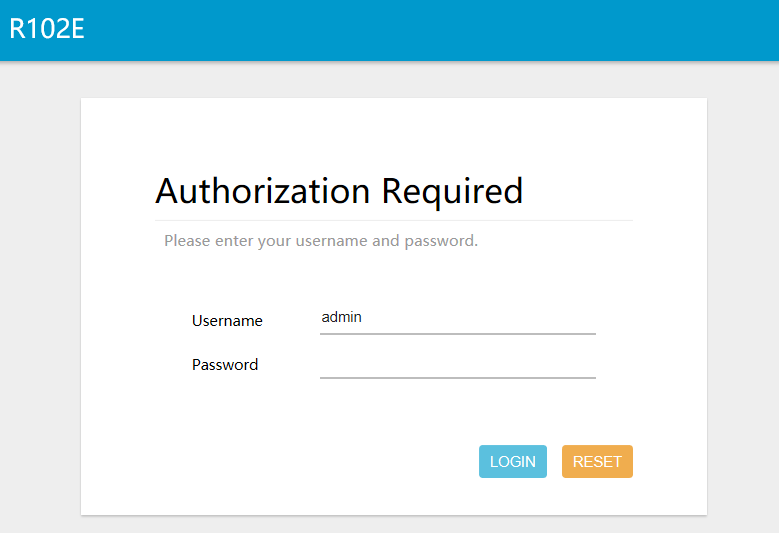 R102E
Authorization Required
Please enter your username and password.
Username admin
Password
LOGIN RESET